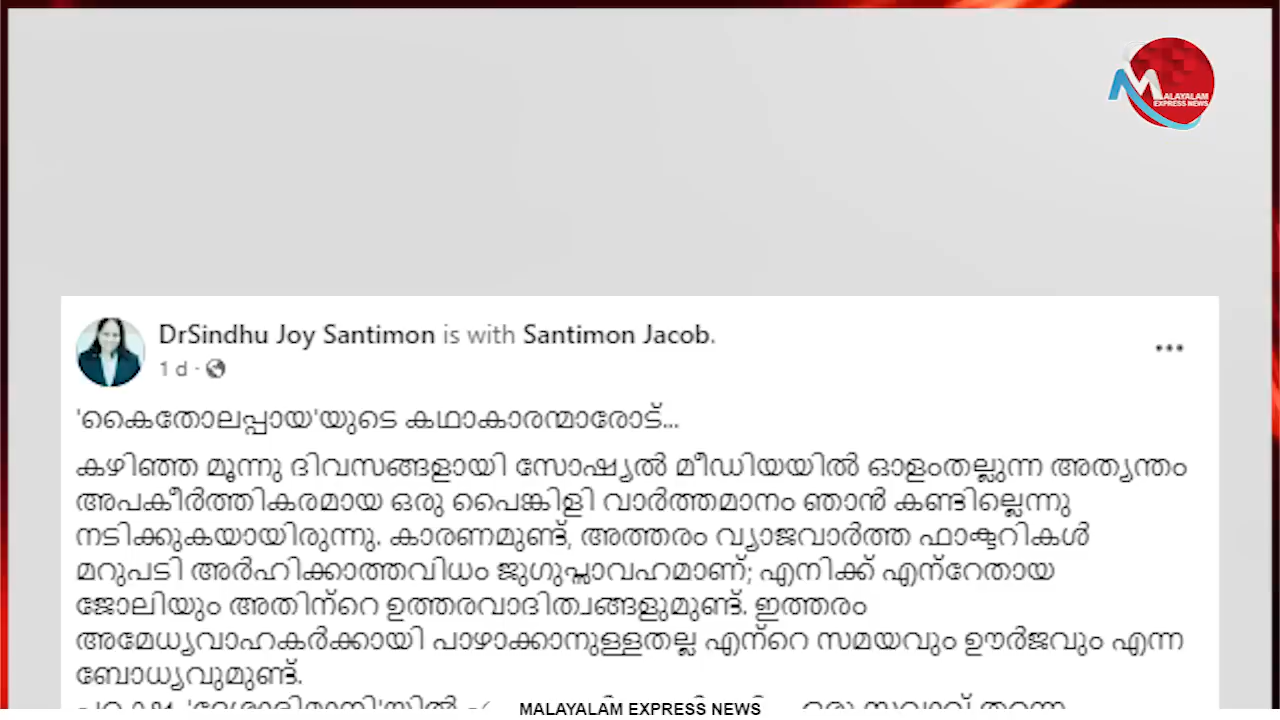 MALAYALAM
EXPRESS NEWS
DrSindhu Joy Santimon is with Santimon Jacob.
1 d ·
'കൈതോലപ്പായ'യുടെ കഥാകാരന്മാരോട്...
കഴിഞ്ഞ മൂന്നു ദിവസങ്ങളായി സോഷ്യൽ മീഡിയയിൽ ഓളംതല്ലുന്ന അത്യന്തം
അപകീർത്തികരമായ ഒരു പൈങ്കിളി വാർത്തമാനം ഞാൻ കണ്ടില്ലെന്നു
നടിക്കുകയായിരുന്നു. കാരണമുണ്ട്, അത്തരം വ്യാജവാർത്ത ഫാക്ടറികൾ
മറുപടി അർഹിക്കാത്തവിധം ജുഗുപ്സാവഹമാണ്; എനിക്ക് എന്റേതായ
ജോലിയും അതിന്റെ ഉത്തരവാദിത്വങ്ങളുമുണ്ട്. ഇത്തരം
അമേധ്യവാഹകർക്കായി പാഴാക്കാനുള്ളതല്ല എന്റെ സമയവും ഊർജവും എന്ന
ബോധ്യവുമുണ്ട്.
MALAYALAM EXPRESS NEWS